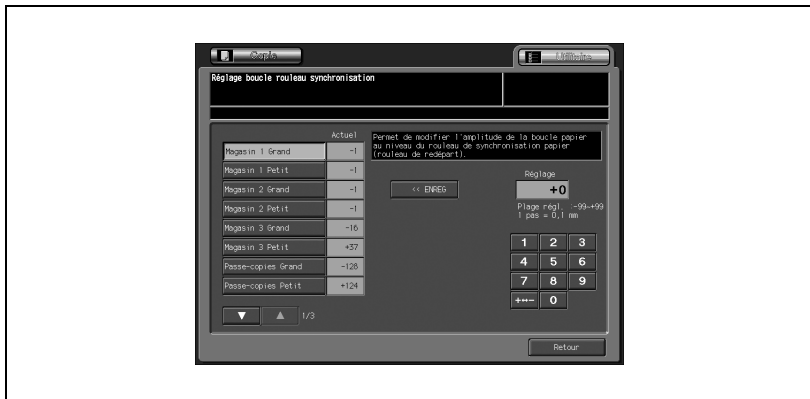 Copie
Utilitaire
Réglage boucle rouleau synchronisation
Actuel
Permet de modifier l'amplitude de la boucle papier
au niveau du rouleau de synchronisation papier
(rouleau de redépart).
Magasin 1 Grand -1
Magasin 1 Petit -1
Magasin 2 Grand -1
Magasin 2 Petit -1
Magasin 3 Grand -16
Magasin 3 Petit +37
Passe-copies Grand -128
Passe-copies Petit +124
<< ENREG
Réglage
+0
Plage régl. :-99~+99
1 pas = 0,1 mm
1 2 3
4 5 6
7 8 9
+↔- 0
▼ ▲ 1/3
Retour